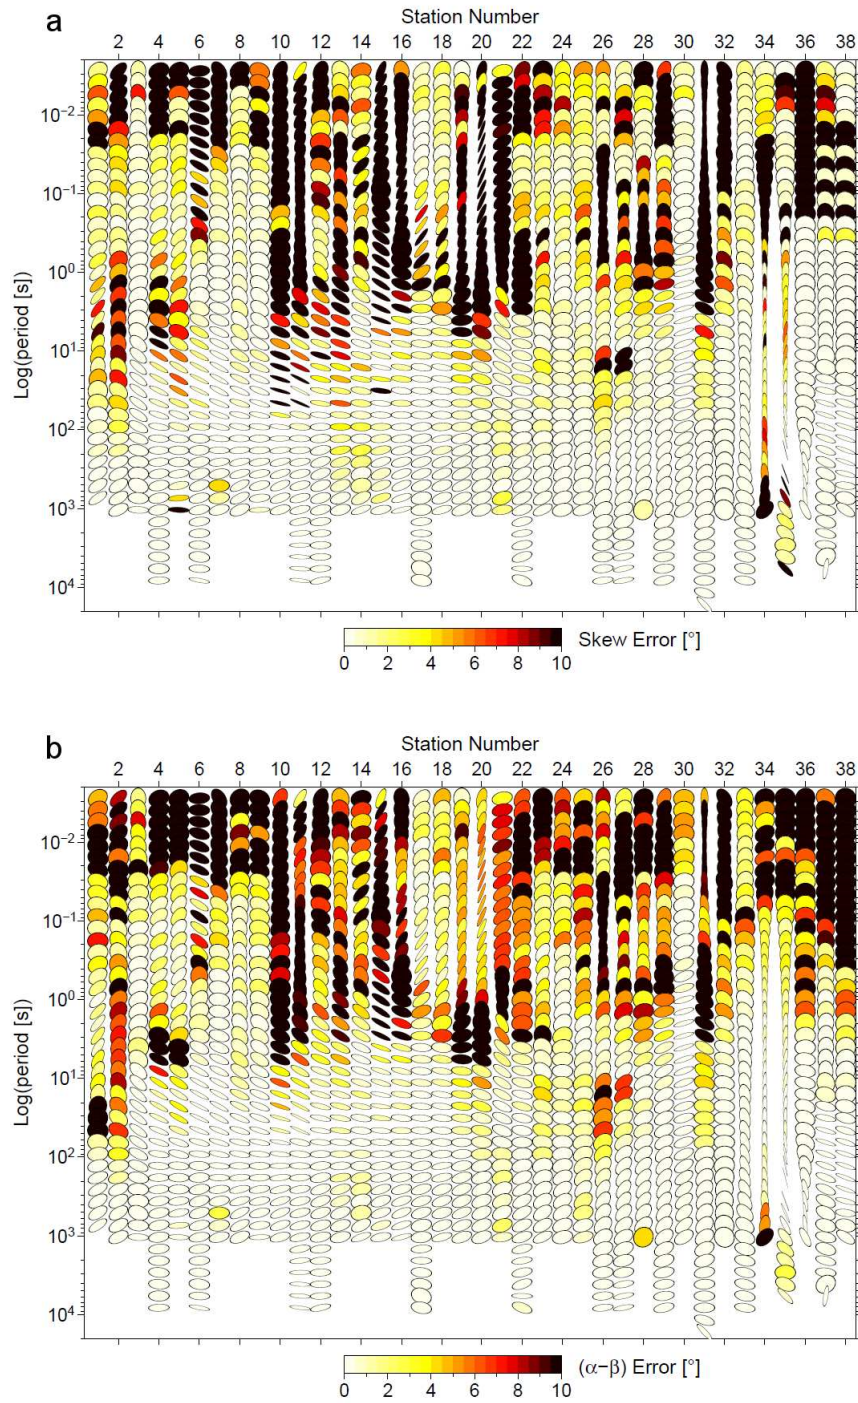 a
Station Number
2 4 6 8 10 12 14 16 18 20 22 24 26 28 30 32 34 36 38
10-2
10-1
100
101
102
103
104
Log(period [s])
0 2 4 6 8 10
Skew Error [°]
b
Station Number
2 4 6 8 10 12 14 16 18 20 22 24 26 28 30 32 34 36 38
10-2
10-1
100
101
102
103
104
Log(period [s])
0 2 4 6 8 10
(α−β) Error [°]